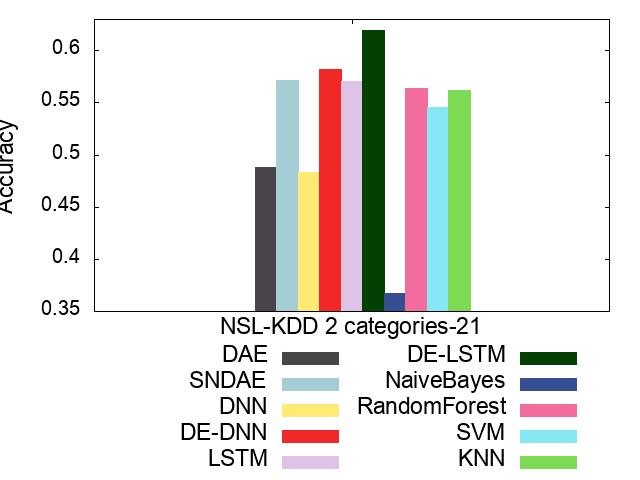 0.6
0.55
0.5
0.45
0.4
0.35
Accuracy
NSL-KDD 2 categories-21
DAE
SNDAE
DNN
DE-DNN
LSTM
DE-LSTM
NaiveBayes
RandomForest
SVM
KNN